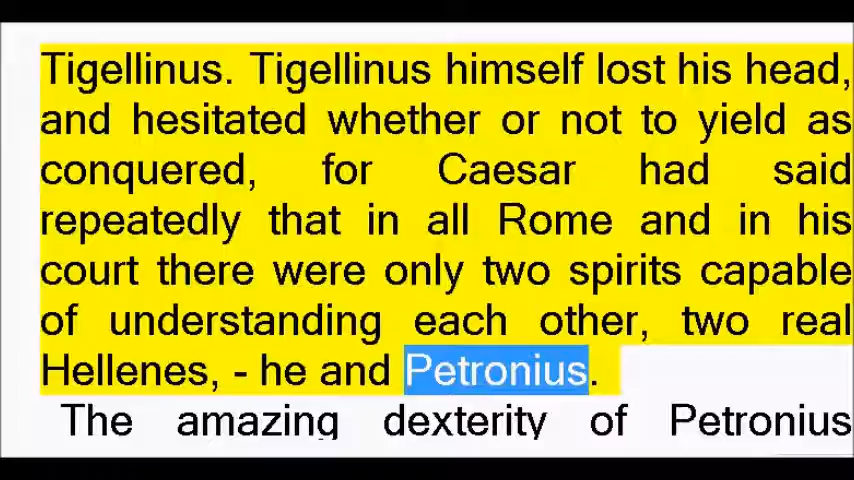 Tigellinus. Tigellinus himself lost his head,
and hesitated whether or not to yield as
conquered, for Caesar had said
repeatedly that in all Rome and in his
court there were only two spirits capable
of understanding each other, two real
Hellenes, - he and Petronius.
The amazing dexterity of Petronius